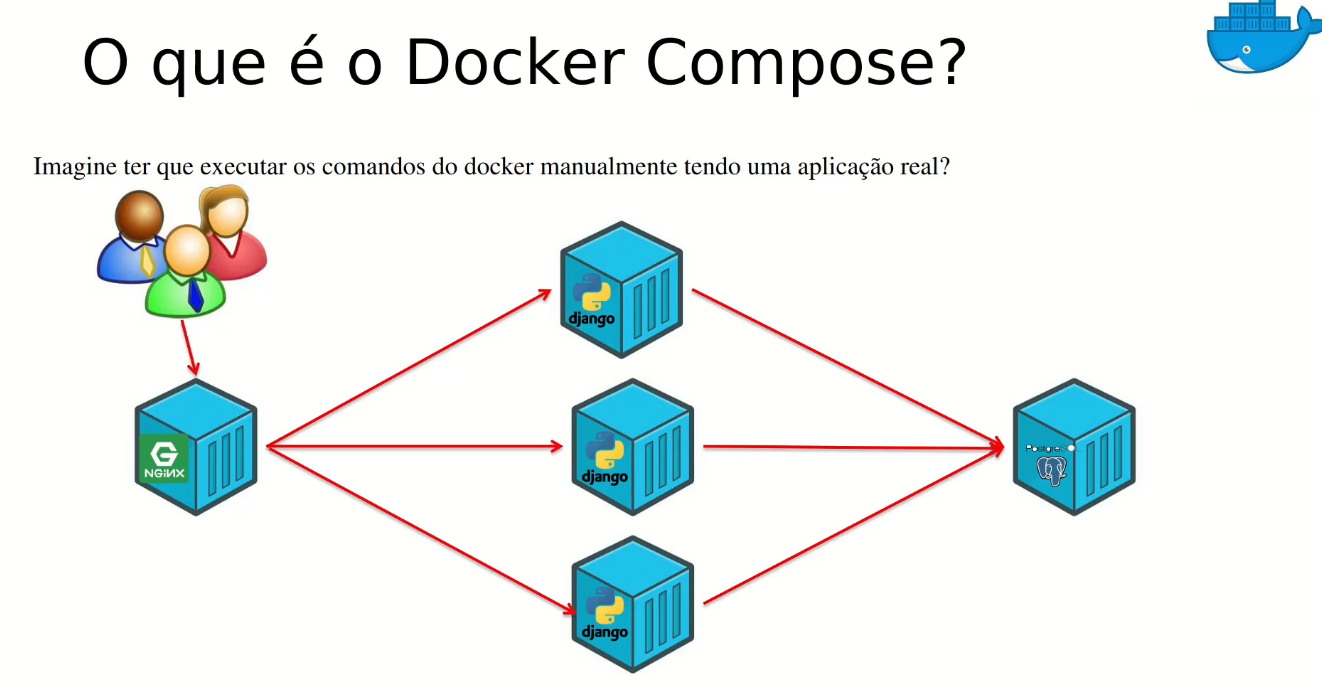 O que é o Docker Compose?
Imagine ter que executar os comandos do docker manualmente tendo uma aplicação real?
django
NGiNX
django
django